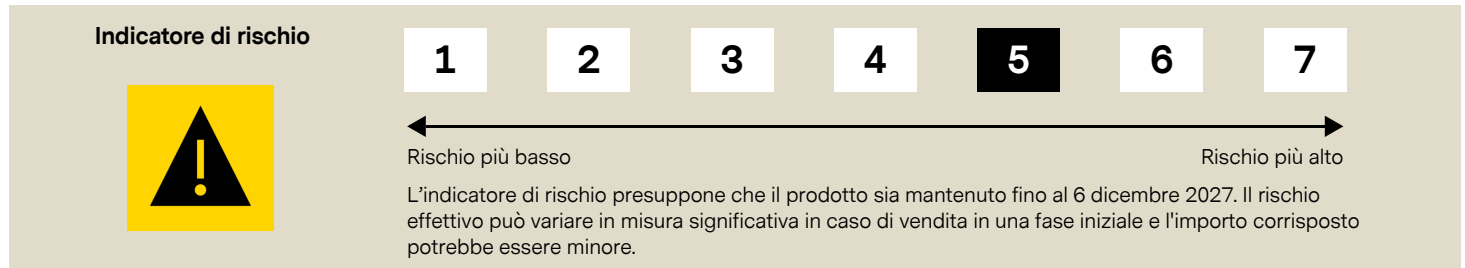 Indicatore di rischio
1 2 3 4 5 6 7
Rischio più basso
Rischio più alto
L'indicatore di rischio presuppone che il prodotto sia mantenuto fino al 6 dicembre 2027. Il rischio
effettivo può variare in misura significativa in caso di vendita in una fase iniziale e l'importo corrisposto
potrebbe essere minore.